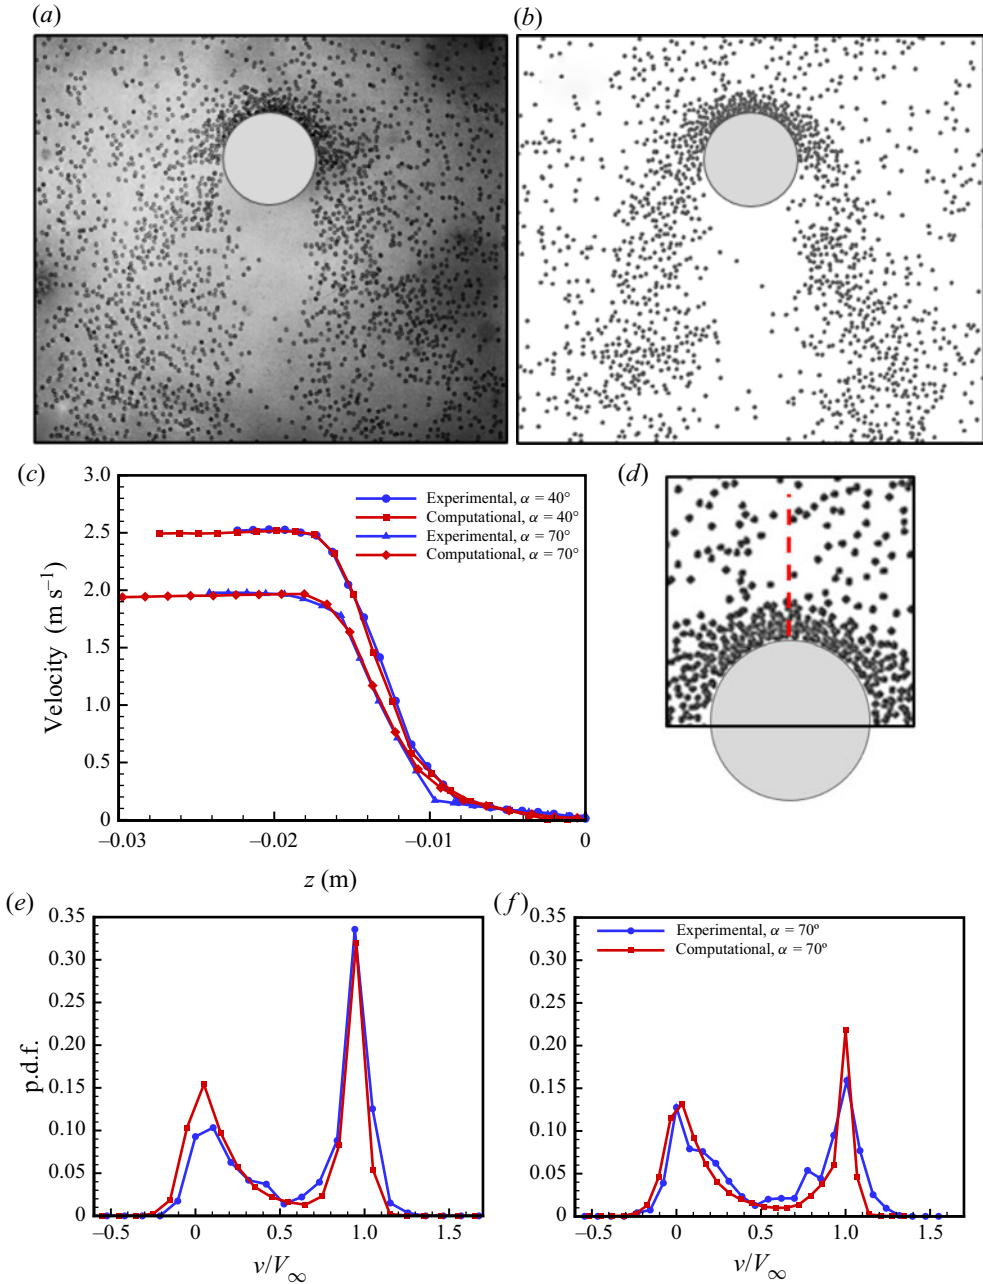 (a)
(b)
(c)
3.0
2.5
2.0
1.5
1.0
0.5
0
Velocity (m s⁻¹)
Experimental, α = 40°
Computational, α = 40°
Experimental, α = 70°
Computational, α = 70°
–0.03
–0.02
–0.01
0
z (m)
(d)
(e)
0.35
0.30
0.25
0.20
0.15
0.10
0.05
0
p.d.f.
–0.5
0
0.5
1.0
1.5
v/V∞
(f)
0.35
0.30
0.25
0.20
0.15
0.10
0.05
0
Experimental, α = 70º
Computational, α = 70º
–0.5
0
0.5
1.0
1.5
v/V∞